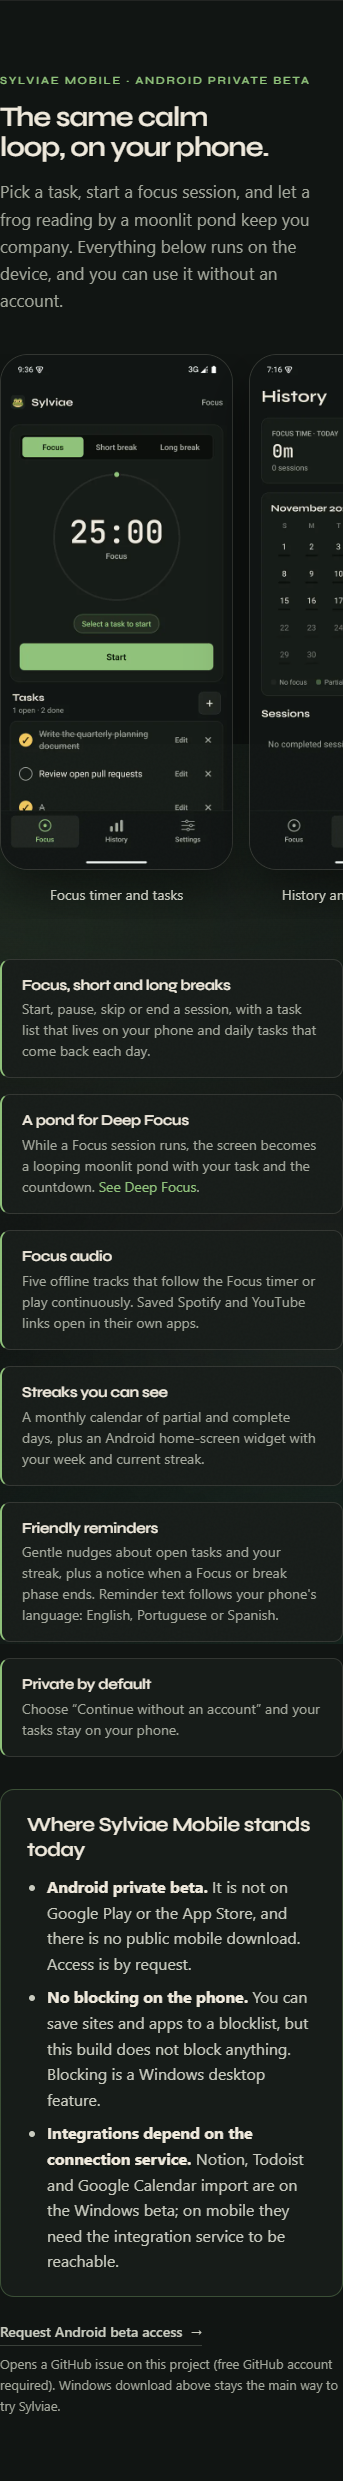 SYLVIAE MOBILE · ANDROID PRIVATE BETA
The same calm
loop, on your phone.
Pick a task, start a focus session, and let a
frog reading by a moonlit pond keep you
company. Everything below runs on the
device, and you can use it without an
account.
9:36
3G
Sylviae
Focus
Focus
Short break
Long break
25:00
Focus
Select a task to start
Start
Tasks
1 open · 2 done
+
Write the quarterly planning
document
Edit
×
Review open pull requests
Edit
×
A
Edit
×
Focus
History
Settings
Focus timer and tasks
7:16
History
FOCUS TIME · TODAY
0m
0 sessions
November 20
S M T
1 2 3
8 9 10
15 16 17
22 23 24
29 30
No focus
Partia
Sessions
No completed sessi
Focus
History an
Focus, short and long breaks
Start, pause, skip or end a session, with a task
list that lives on your phone and daily tasks that
come back each day.
A pond for Deep Focus
While a Focus session runs, the screen becomes
a looping moonlit pond with your task and the
countdown. See Deep Focus.
Focus audio
Five offline tracks that follow the Focus timer or
play continuously. Saved Spotify and YouTube
links open in their own apps.
Streaks you can see
A monthly calendar of partial and complete
days, plus an Android home-screen widget with
your week and current streak.
Friendly reminders
Gentle nudges about open tasks and your
streak, plus a notice when a Focus or break
phase ends. Reminder text follows your phone's
language: English, Portuguese or Spanish.
Private by default
Choose “Continue without an account” and your
tasks stay on your phone.
Where Sylviae Mobile stands
today
• Android private beta. It is not on
Google Play or the App Store, and
there is no public mobile download.
Access is by request.
• No blocking on the phone. You can
save sites and apps to a blocklist, but
this build does not block anything.
Blocking is a Windows desktop
feature.
• Integrations depend on the
connection service. Notion, Todoist
and Google Calendar import are on
the Windows beta; on mobile they
need the integration service to be
reachable.
Request Android beta access →
Opens a GitHub issue on this project (free GitHub account
required). Windows download above stays the main way to
try Sylviae.